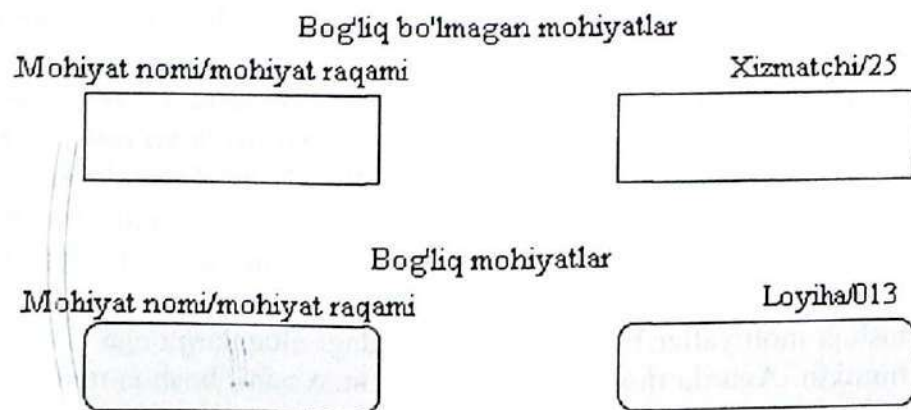 Bog'liq bo'lmagan mohiyatlar
Mohiyat nomi/mohiyat raqami Xizmatchi/25
Bog'liq mohiyatlar
Mohiyat nomi/mohiyat raqami Loyiha/013